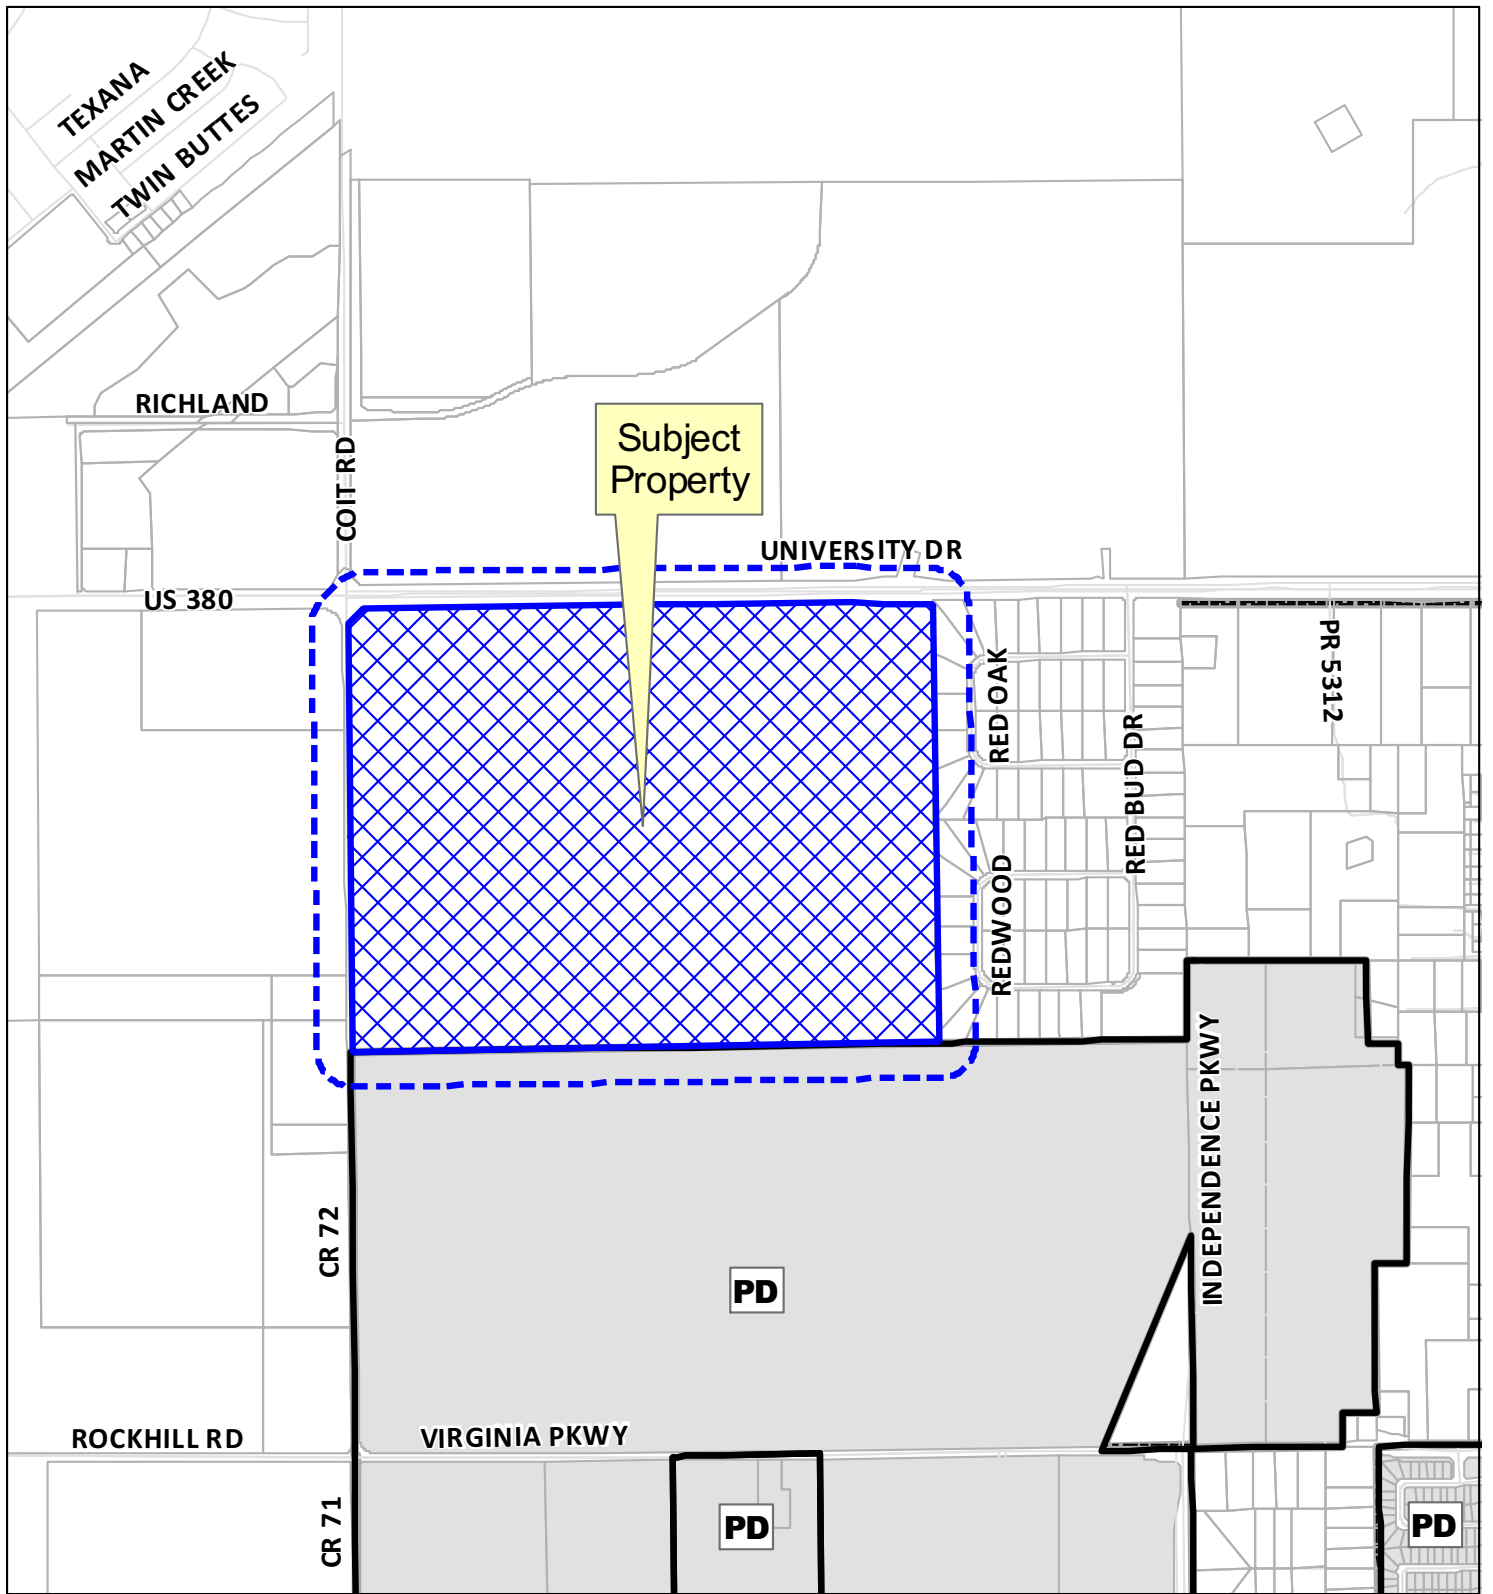 TEXANA
MARTIN CREEK
TWIN BUTTES
RICHLAND
COIT RD
Subject
Property
UNIVERSITY DR
US 380
RED OAK
RED BUD DR
PR 5312
REDWOOD
INDEPENDENCE PKWY
CR 72
PD
ROCKHILL RD
VIRGINIA PKWY
CR 71
PD
PD